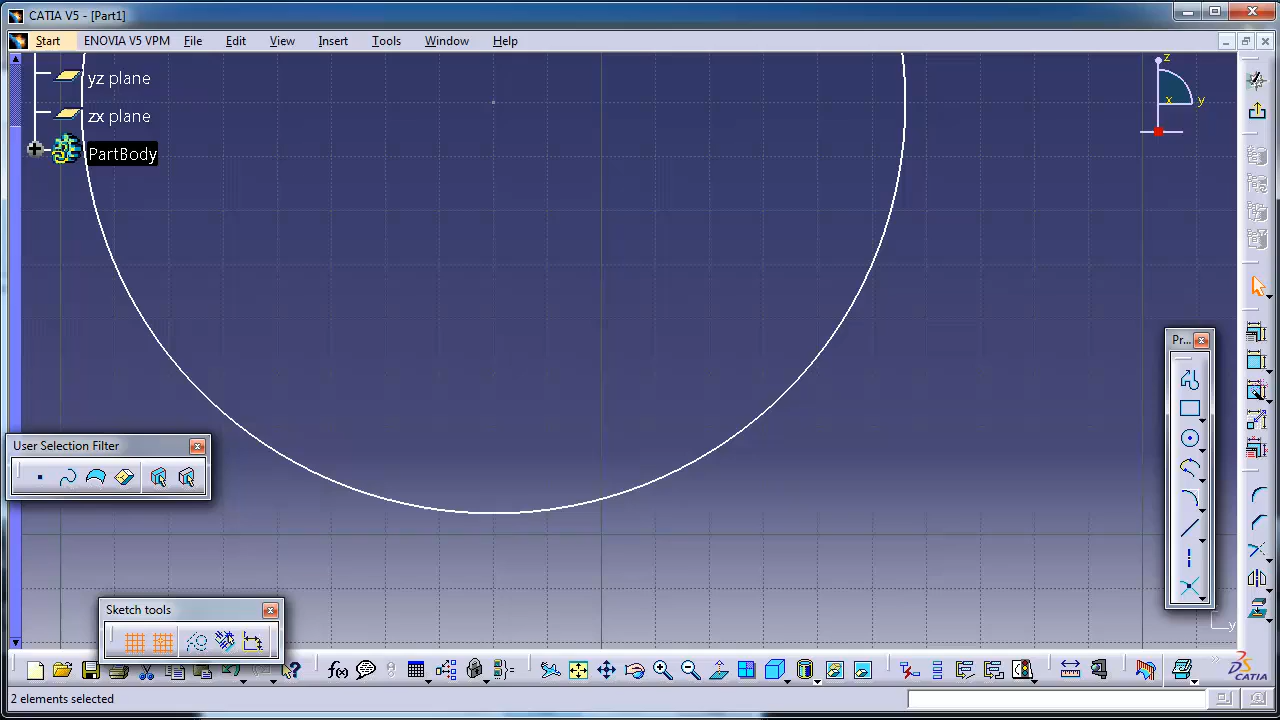 CATIA V5 - [Part1]
Start ENOVIA V5 VPM File Edit View Insert Tools Window Help
yz plane
zx plane
PartBody
z
x y
Pr...
User Selection Filter
Sketch tools
y
f(x)
CATIA
2 elements selected